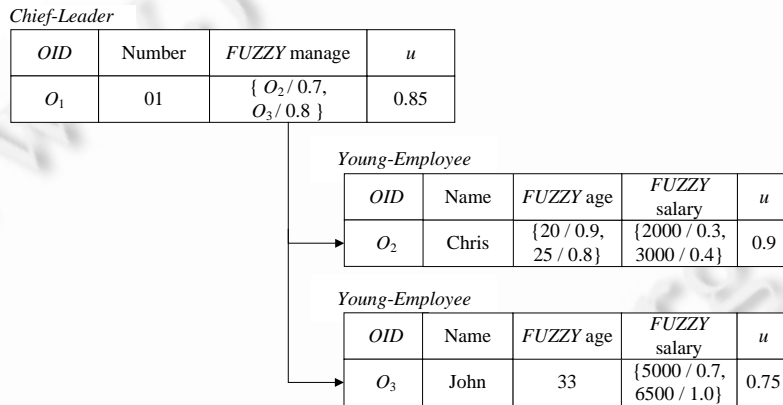 Chief-Leader
OID Number FUZZY manage u
O1 01 { O2 / 0.7, O3 / 0.8 } 0.85
Young-Employee
OID Name FUZZY age FUZZY salary u
O2 Chris {20 / 0.9, 25 / 0.8} {2000 / 0.3, 3000 / 0.4} 0.9
Young-Employee
OID Name FUZZY age FUZZY salary u
O3 John 33 {5000 / 0.7, 6500 / 1.0} 0.75